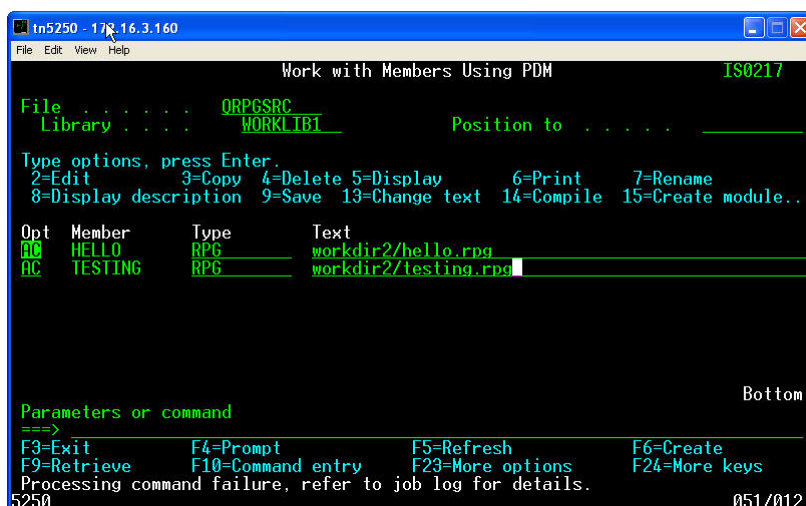 tn5250 - 172.16.3.160
File Edit View Help
Work with Members Using PDM IS0217
File . . . . . . QRPGSRC
Library . . . . WORKLIB1 Position to . . . . .
Type options, press Enter.
2=Edit 3=Copy 4=Delete 5=Display 6=Print 7=Rename
8=Display description 9=Save 13=Change text 14=Compile 15=Create module..
Opt Member Type Text
AC HELLO RPG workdir2/hello.rpg
AC TESTING RPG workdir2/testing.rpg
Bottom
Parameters or command
===>
F3=Exit F4=Prompt F5=Refresh F6=Create
F9=Retrieve F10=Command entry F23=More options F24=More keys
Processing command failure, refer to job log for details.
5250 051/012